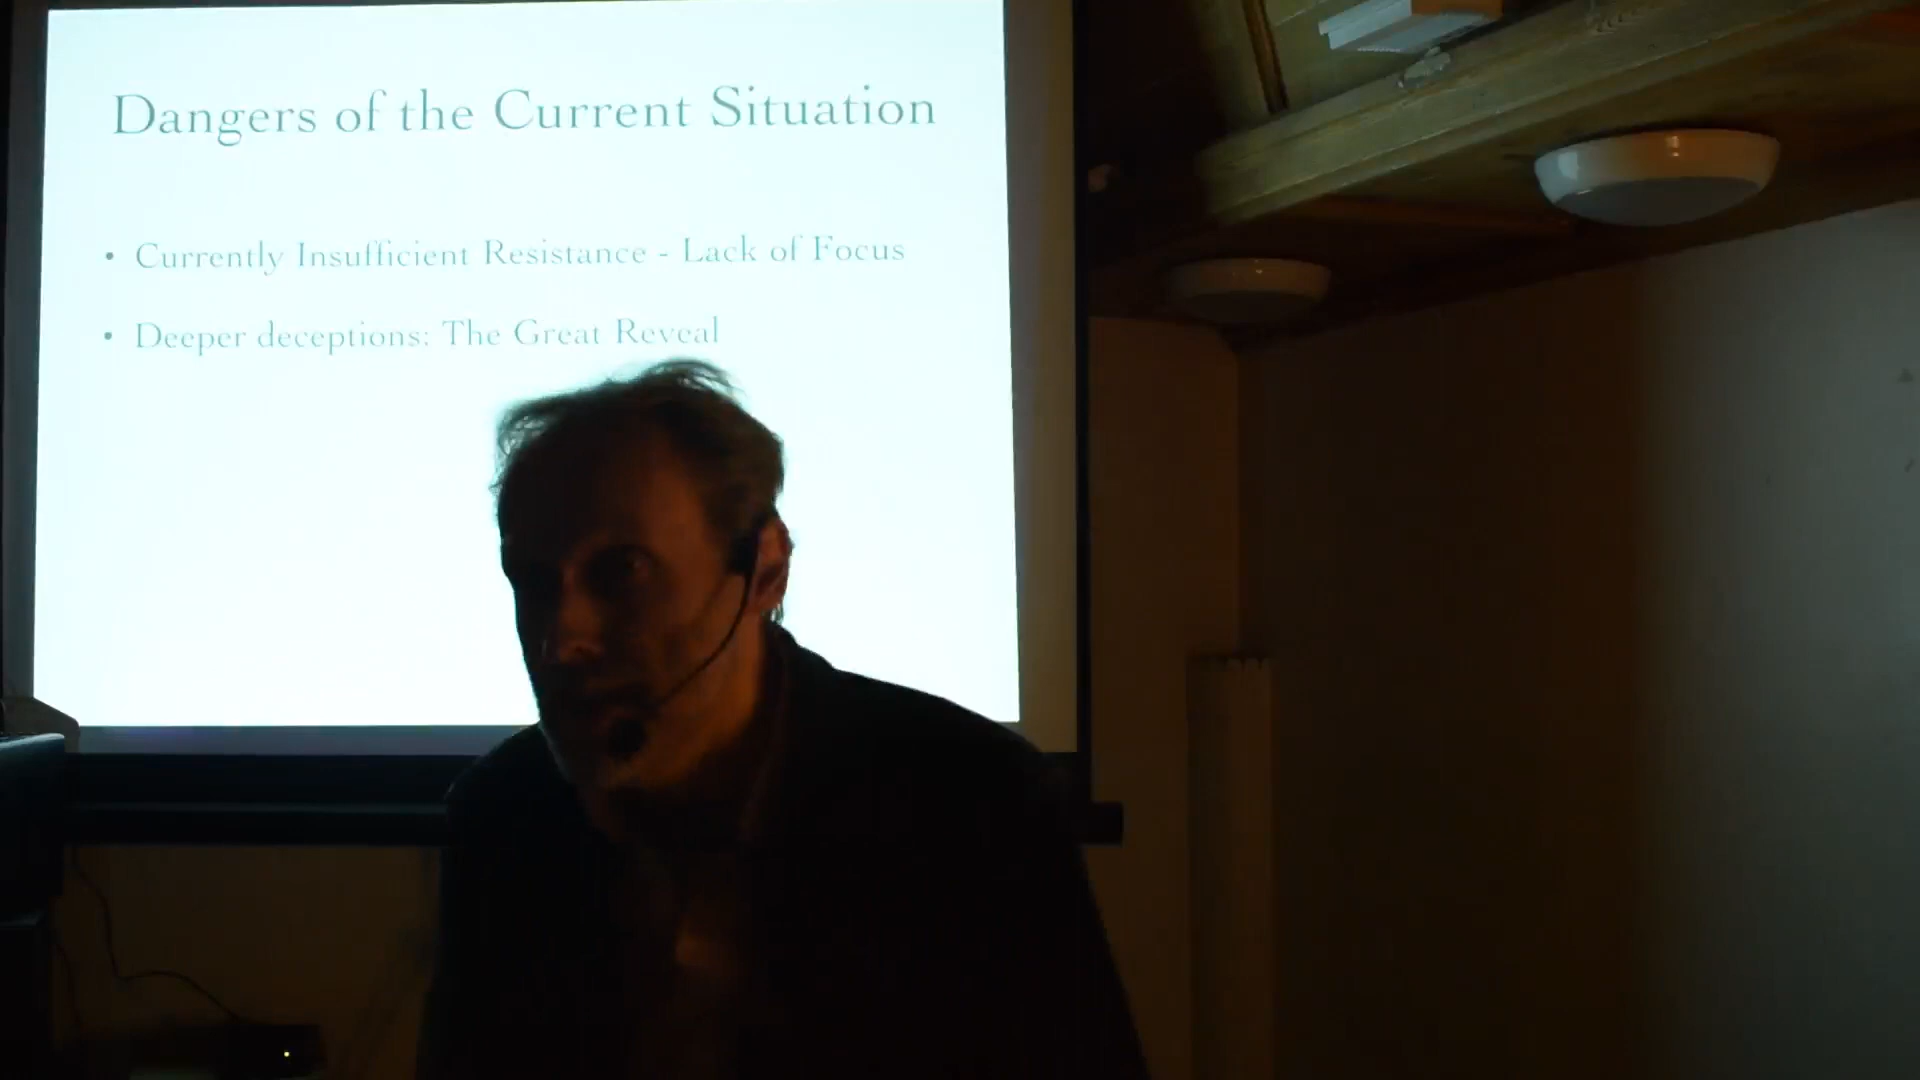 Dangers of the Current Situation
• Currently Insufficient Resistance - Lack of Focus
• Deeper deceptions: The Great Reveal